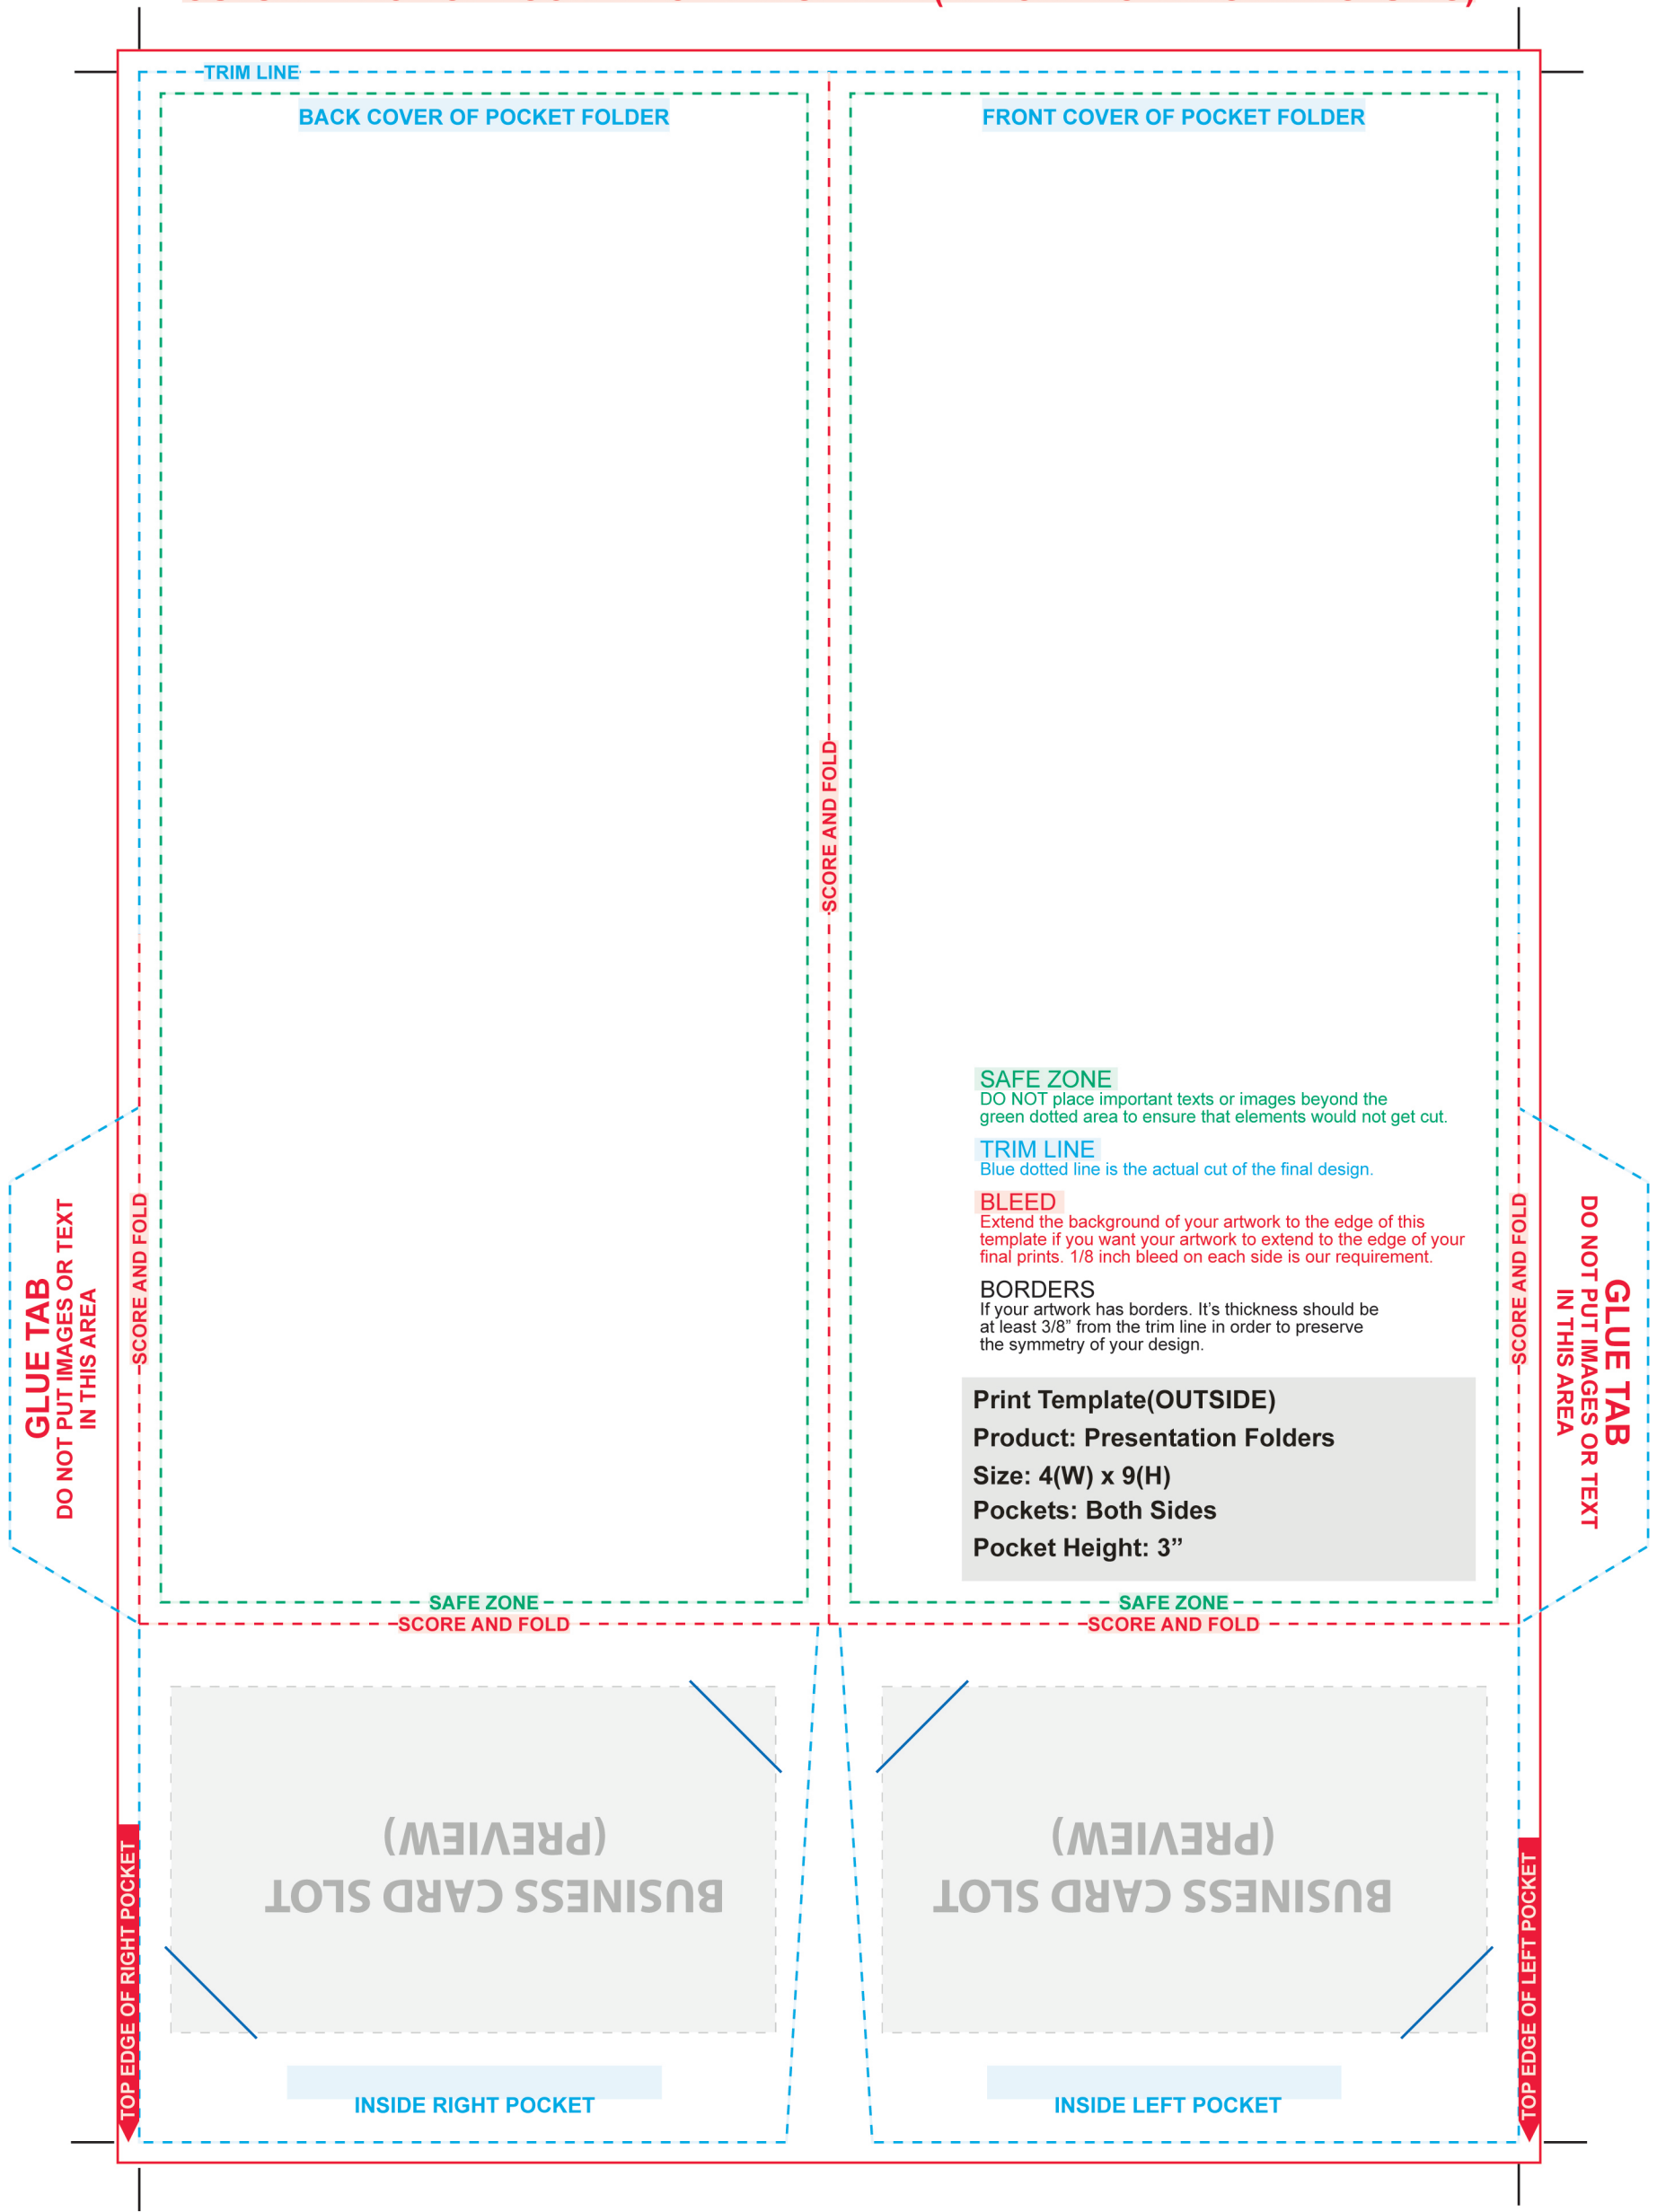 TRIM LINE
BACK COVER OF POCKET FOLDER
FRONT COVER OF POCKET FOLDER
SCORE AND FOLD
SAFE ZONE
DO NOT place important texts or images beyond the
green dotted area to ensure that elements would not get cut.
TRIM LINE
Blue dotted line is the actual cut of the final design.
BLEED
Extend the background of your artwork to the edge of this
template if you want your artwork to extend to the edge of your
final prints. 1/8 inch bleed on each side is our requirement.
BORDERS
If your artwork has borders. It’s thickness should be
at least 3/8” from the trim line in order to preserve
the symmetry of your design.
Print Template(OUTSIDE)
Product: Presentation Folders
Size: 4(W) x 9(H)
Pockets: Both Sides
Pocket Height: 3”
GLUE TAB
DO NOT PUT IMAGES OR TEXT
IN THIS AREA
SCORE AND FOLD
SCORE AND FOLD
GLUE TAB
DO NOT PUT IMAGES OR TEXT
IN THIS AREA
SAFE ZONE
SCORE AND FOLD
SAFE ZONE
SCORE AND FOLD
BUSINESS CARD SLOT
(PREVIEW)
BUSINESS CARD SLOT
(PREVIEW)
TOP EDGE OF RIGHT POCKET
TOP EDGE OF LEFT POCKET
INSIDE RIGHT POCKET
INSIDE LEFT POCKET